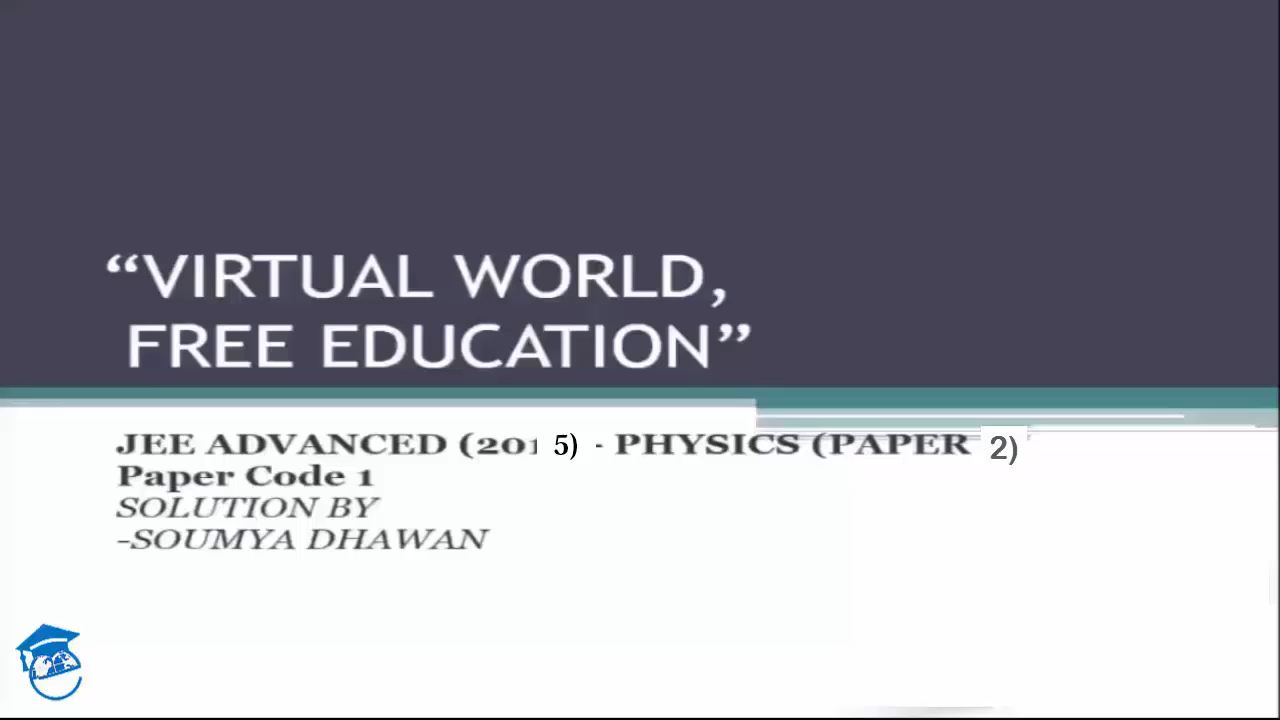 “VIRTUAL WORLD,
FREE EDUCATION”
JEE ADVANCED (2015) - PHYSICS (PAPER 2)
Paper Code 1
SOLUTION BY
-SOUMYA DHAWAN